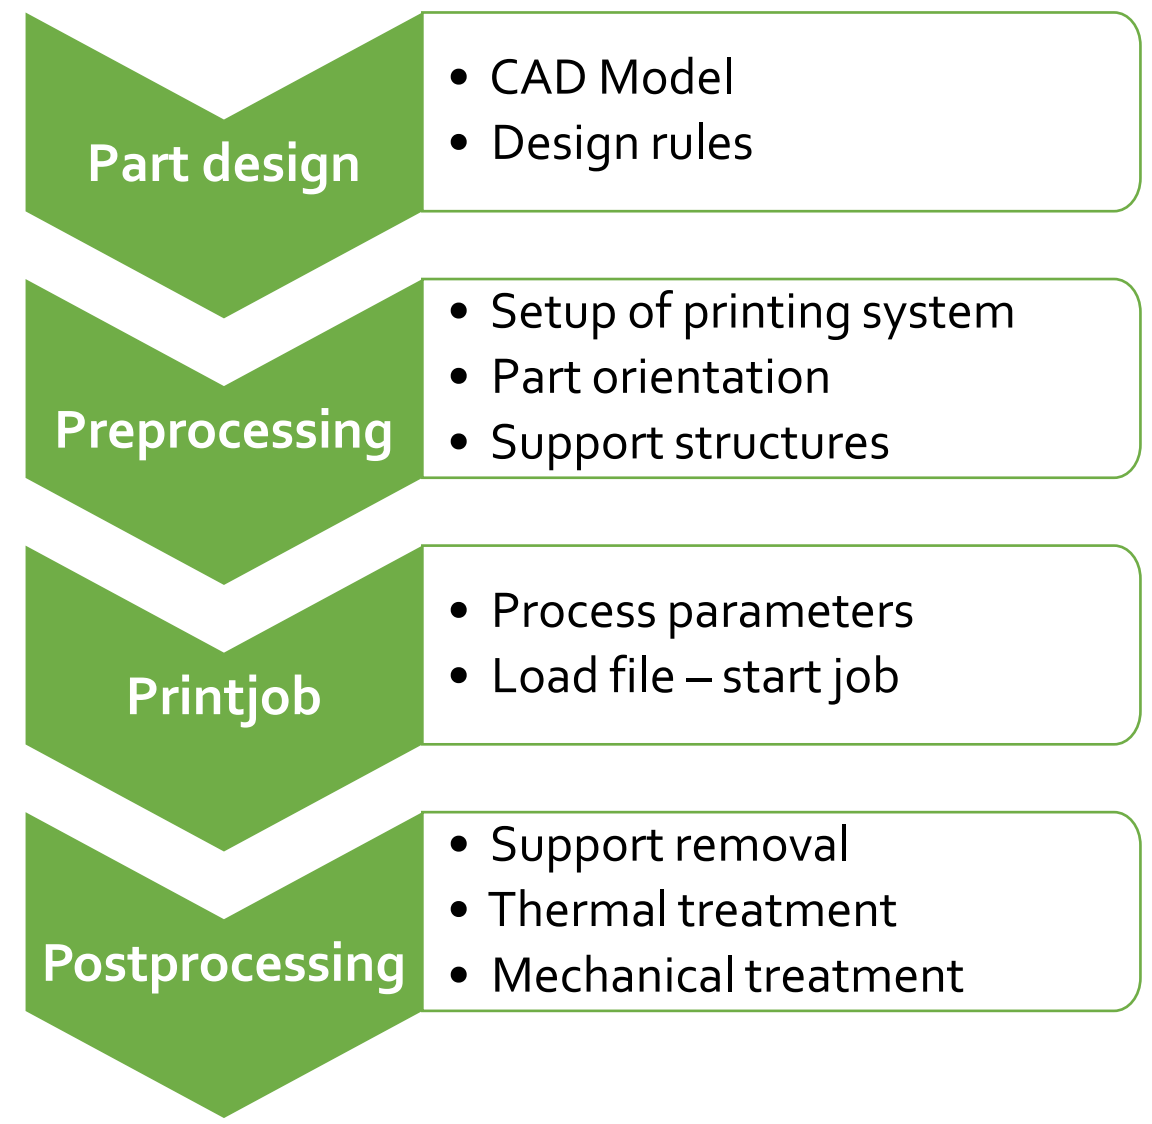 Part design
• CAD Model
• Design rules
Preprocessing
• Setup of printing system
• Part orientation
• Support structures
Printjob
• Process parameters
• Load file – start job
Postprocessing
• Support removal
• Thermal treatment
• Mechanical treatment